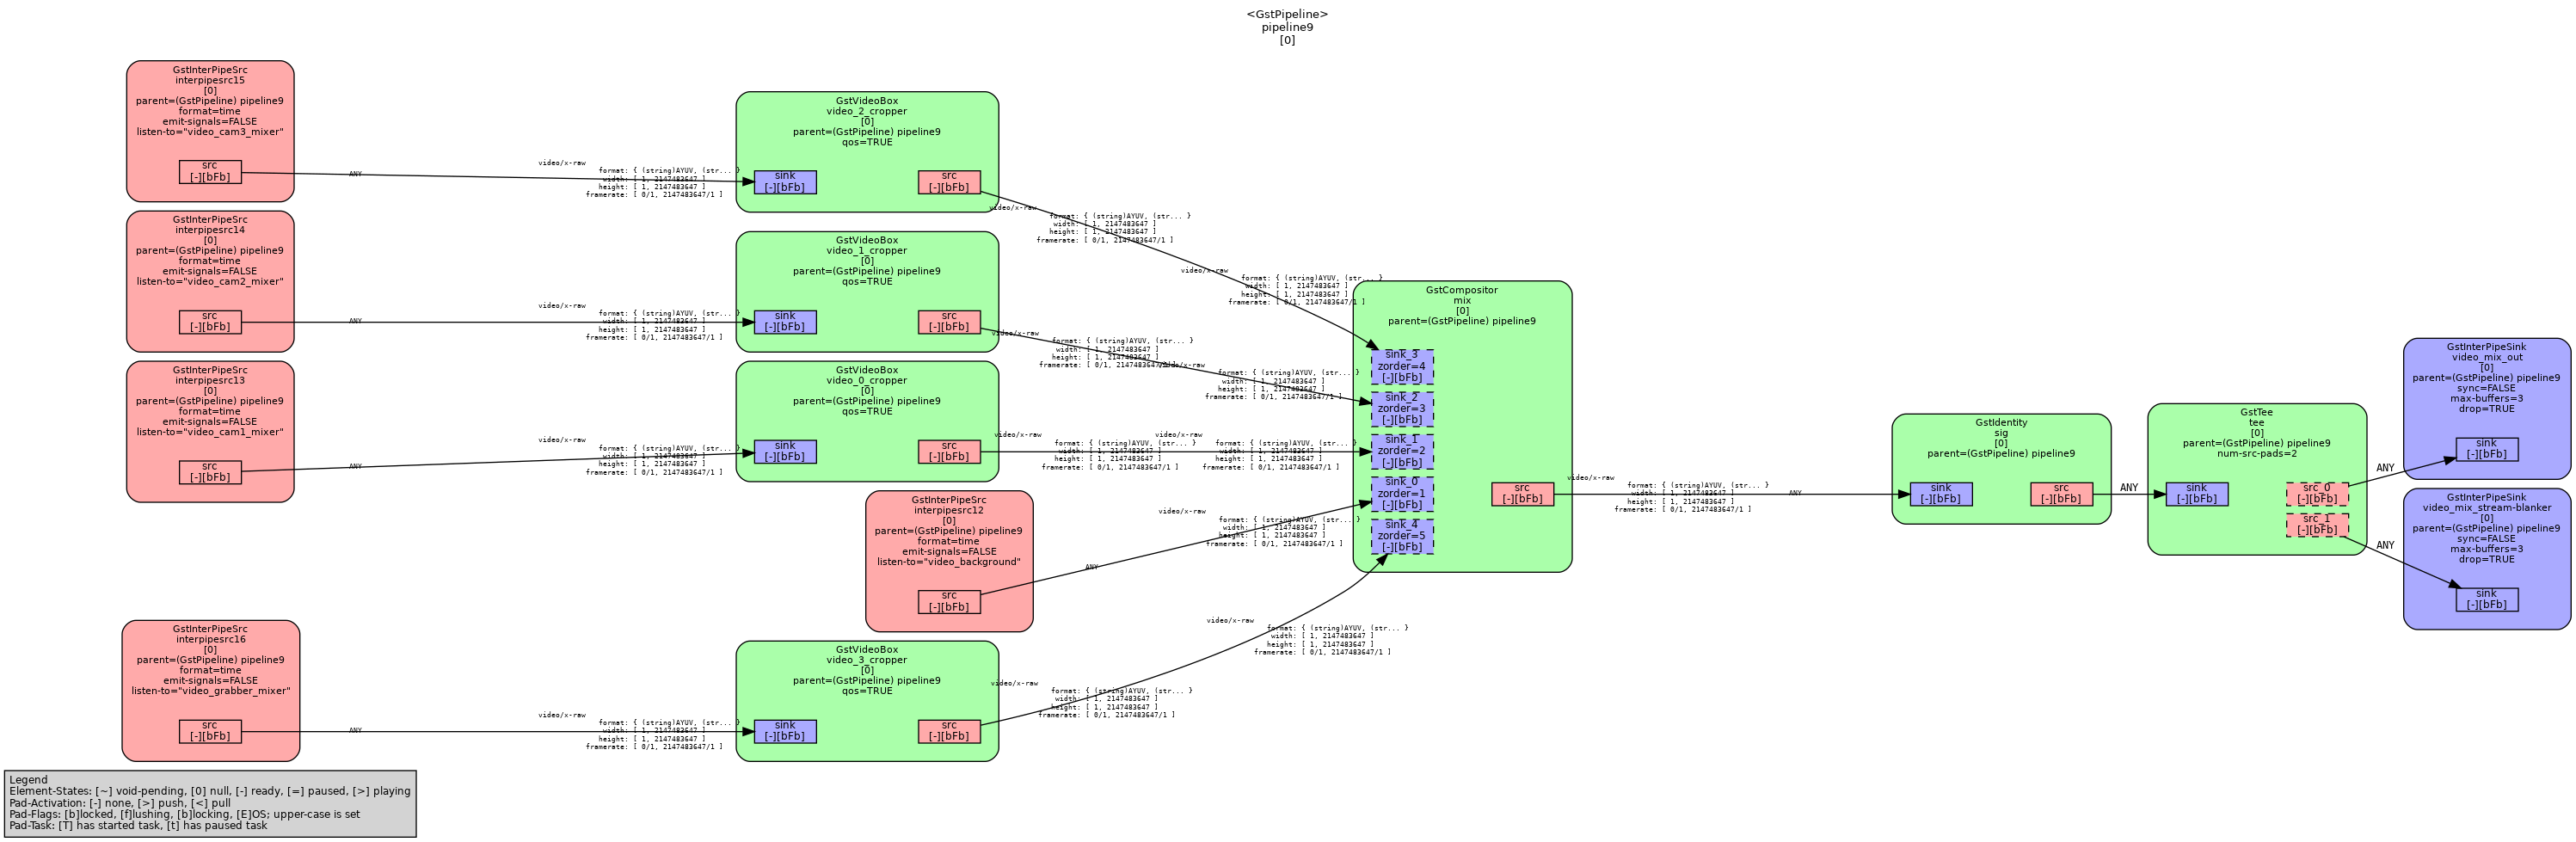 <GstPipeline>
pipeline9
[0]
GstInterPipeSrc
interpipesrc15
[0]
parent=(GstPipeline) pipeline9
format=time
emit-signals=FALSE
listen-to="video_cam3_mixer"
src
[-][bFb]
ANY
video/x-raw
format: { (string)AYUV, (str... }
width: [ 1, 2147483647 ]
height: [ 1, 2147483647 ]
framerate: [ 0/1, 2147483647/1 ]
GstVideoBox
video_2_cropper
[0]
parent=(GstPipeline) pipeline9
qos=TRUE
sink
[-][bFb]
src
[-][bFb]
video/x-raw
format: { (string)AYUV, (str... }
width: [ 1, 2147483647 ]
height: [ 1, 2147483647 ]
framerate: [ 0/1, 2147483647/1 ]
video/x-raw
format: { (string)AYUV, (str... }
width: [ 1, 2147483647 ]
height: [ 1, 2147483647 ]
framerate: [ 0/1, 2147483647/1 ]
GstInterPipeSrc
interpipesrc14
[0]
parent=(GstPipeline) pipeline9
format=time
emit-signals=FALSE
listen-to="video_cam2_mixer"
src
[-][bFb]
ANY
video/x-raw
format: { (string)AYUV, (str... }
width: [ 1, 2147483647 ]
height: [ 1, 2147483647 ]
framerate: [ 0/1, 2147483647/1 ]
GstVideoBox
video_1_cropper
[0]
parent=(GstPipeline) pipeline9
qos=TRUE
sink
[-][bFb]
src
[-][bFb]
video/x-raw
format: { (string)AYUV, (str... }
width: [ 1, 2147483647 ]
height: [ 1, 2147483647 ]
framerate: [ 0/1, 2147483647/1 ]
video/x-raw
format: { (string)AYUV, (str... }
width: [ 1, 2147483647 ]
height: [ 1, 2147483647 ]
framerate: [ 0/1, 2147483647/1 ]
GstInterPipeSrc
interpipesrc13
[0]
parent=(GstPipeline) pipeline9
format=time
emit-signals=FALSE
listen-to="video_cam1_mixer"
src
[-][bFb]
ANY
video/x-raw
format: { (string)AYUV, (str... }
width: [ 1, 2147483647 ]
height: [ 1, 2147483647 ]
framerate: [ 0/1, 2147483647/1 ]
GstVideoBox
video_0_cropper
[0]
parent=(GstPipeline) pipeline9
qos=TRUE
sink
[-][bFb]
src
[-][bFb]
video/x-raw
format: { (string)AYUV, (str... }
width: [ 1, 2147483647 ]
height: [ 1, 2147483647 ]
framerate: [ 0/1, 2147483647/1 ]
video/x-raw
format: { (string)AYUV, (str... }
width: [ 1, 2147483647 ]
height: [ 1, 2147483647 ]
framerate: [ 0/1, 2147483647/1 ]
GstInterPipeSrc
interpipesrc12
[0]
parent=(GstPipeline) pipeline9
format=time
emit-signals=FALSE
listen-to="video_background"
src
[-][bFb]
ANY
video/x-raw
format: { (string)AYUV, (str... }
width: [ 1, 2147483647 ]
height: [ 1, 2147483647 ]
framerate: [ 0/1, 2147483647/1 ]
GstInterPipeSrc
interpipesrc16
[0]
parent=(GstPipeline) pipeline9
format=time
emit-signals=FALSE
listen-to="video_grabber_mixer"
src
[-][bFb]
ANY
video/x-raw
format: { (string)AYUV, (str... }
width: [ 1, 2147483647 ]
height: [ 1, 2147483647 ]
framerate: [ 0/1, 2147483647/1 ]
GstVideoBox
video_3_cropper
[0]
parent=(GstPipeline) pipeline9
qos=TRUE
sink
[-][bFb]
src
[-][bFb]
video/x-raw
format: { (string)AYUV, (str... }
width: [ 1, 2147483647 ]
height: [ 1, 2147483647 ]
framerate: [ 0/1, 2147483647/1 ]
video/x-raw
format: { (string)AYUV, (str... }
width: [ 1, 2147483647 ]
height: [ 1, 2147483647 ]
framerate: [ 0/1, 2147483647/1 ]
GstCompositor
mix
[0]
parent=(GstPipeline) pipeline9
sink_3
zorder=4
[-][bFb]
sink_2
zorder=3
[-][bFb]
sink_1
zorder=2
[-][bFb]
sink_0
zorder=1
[-][bFb]
sink_4
zorder=5
[-][bFb]
src
[-][bFb]
video/x-raw
format: { (string)AYUV, (str... }
width: [ 1, 2147483647 ]
height: [ 1, 2147483647 ]
framerate: [ 0/1, 2147483647/1 ]
ANY
GstIdentity
sig
[0]
parent=(GstPipeline) pipeline9
sink
[-][bFb]
src
[-][bFb]
ANY
GstTee
tee
[0]
parent=(GstPipeline) pipeline9
num-src-pads=2
sink
[-][bFb]
src_0
[-][bFb]
src_1
[-][bFb]
ANY
ANY
GstInterPipeSink
video_mix_out
[0]
parent=(GstPipeline) pipeline9
sync=FALSE
max-buffers=3
drop=TRUE
sink
[-][bFb]
GstInterPipeSink
video_mix_stream-blanker
[0]
parent=(GstPipeline) pipeline9
sync=FALSE
max-buffers=3
drop=TRUE
sink
[-][bFb]
Legend
Element-States: [~] void-pending, [0] null, [-] ready, [=] paused, [>] playing
Pad-Activation: [-] none, [>] push, [<] pull
Pad-Flags: [b]locked, [f]lushing, [b]locking, [E]OS; upper-case is set
Pad-Task: [T] has started task, [t] has paused task